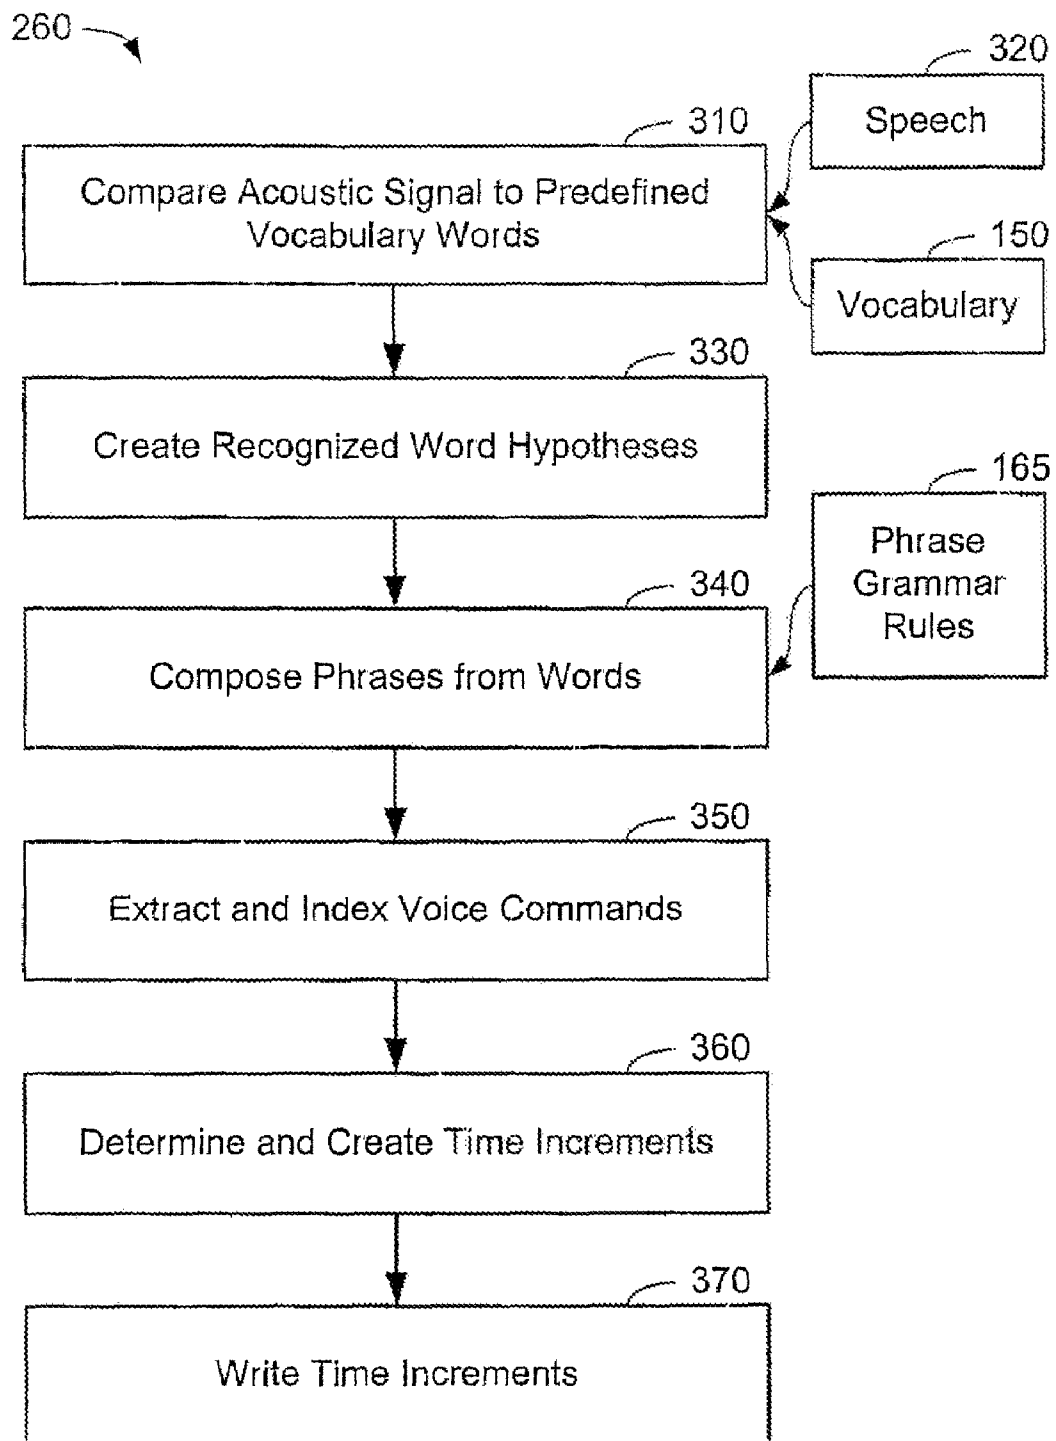 260
320
Speech
310
Compare Acoustic Signal to Predefined
Vocabulary Words
150
Vocabulary
330
Create Recognized Word Hypotheses
165
Phrase
Grammar
Rules
340
Compose Phrases from Words
350
Extract and Index Voice Commands
360
Determine and Create Time Increments
370
Write Time Increments